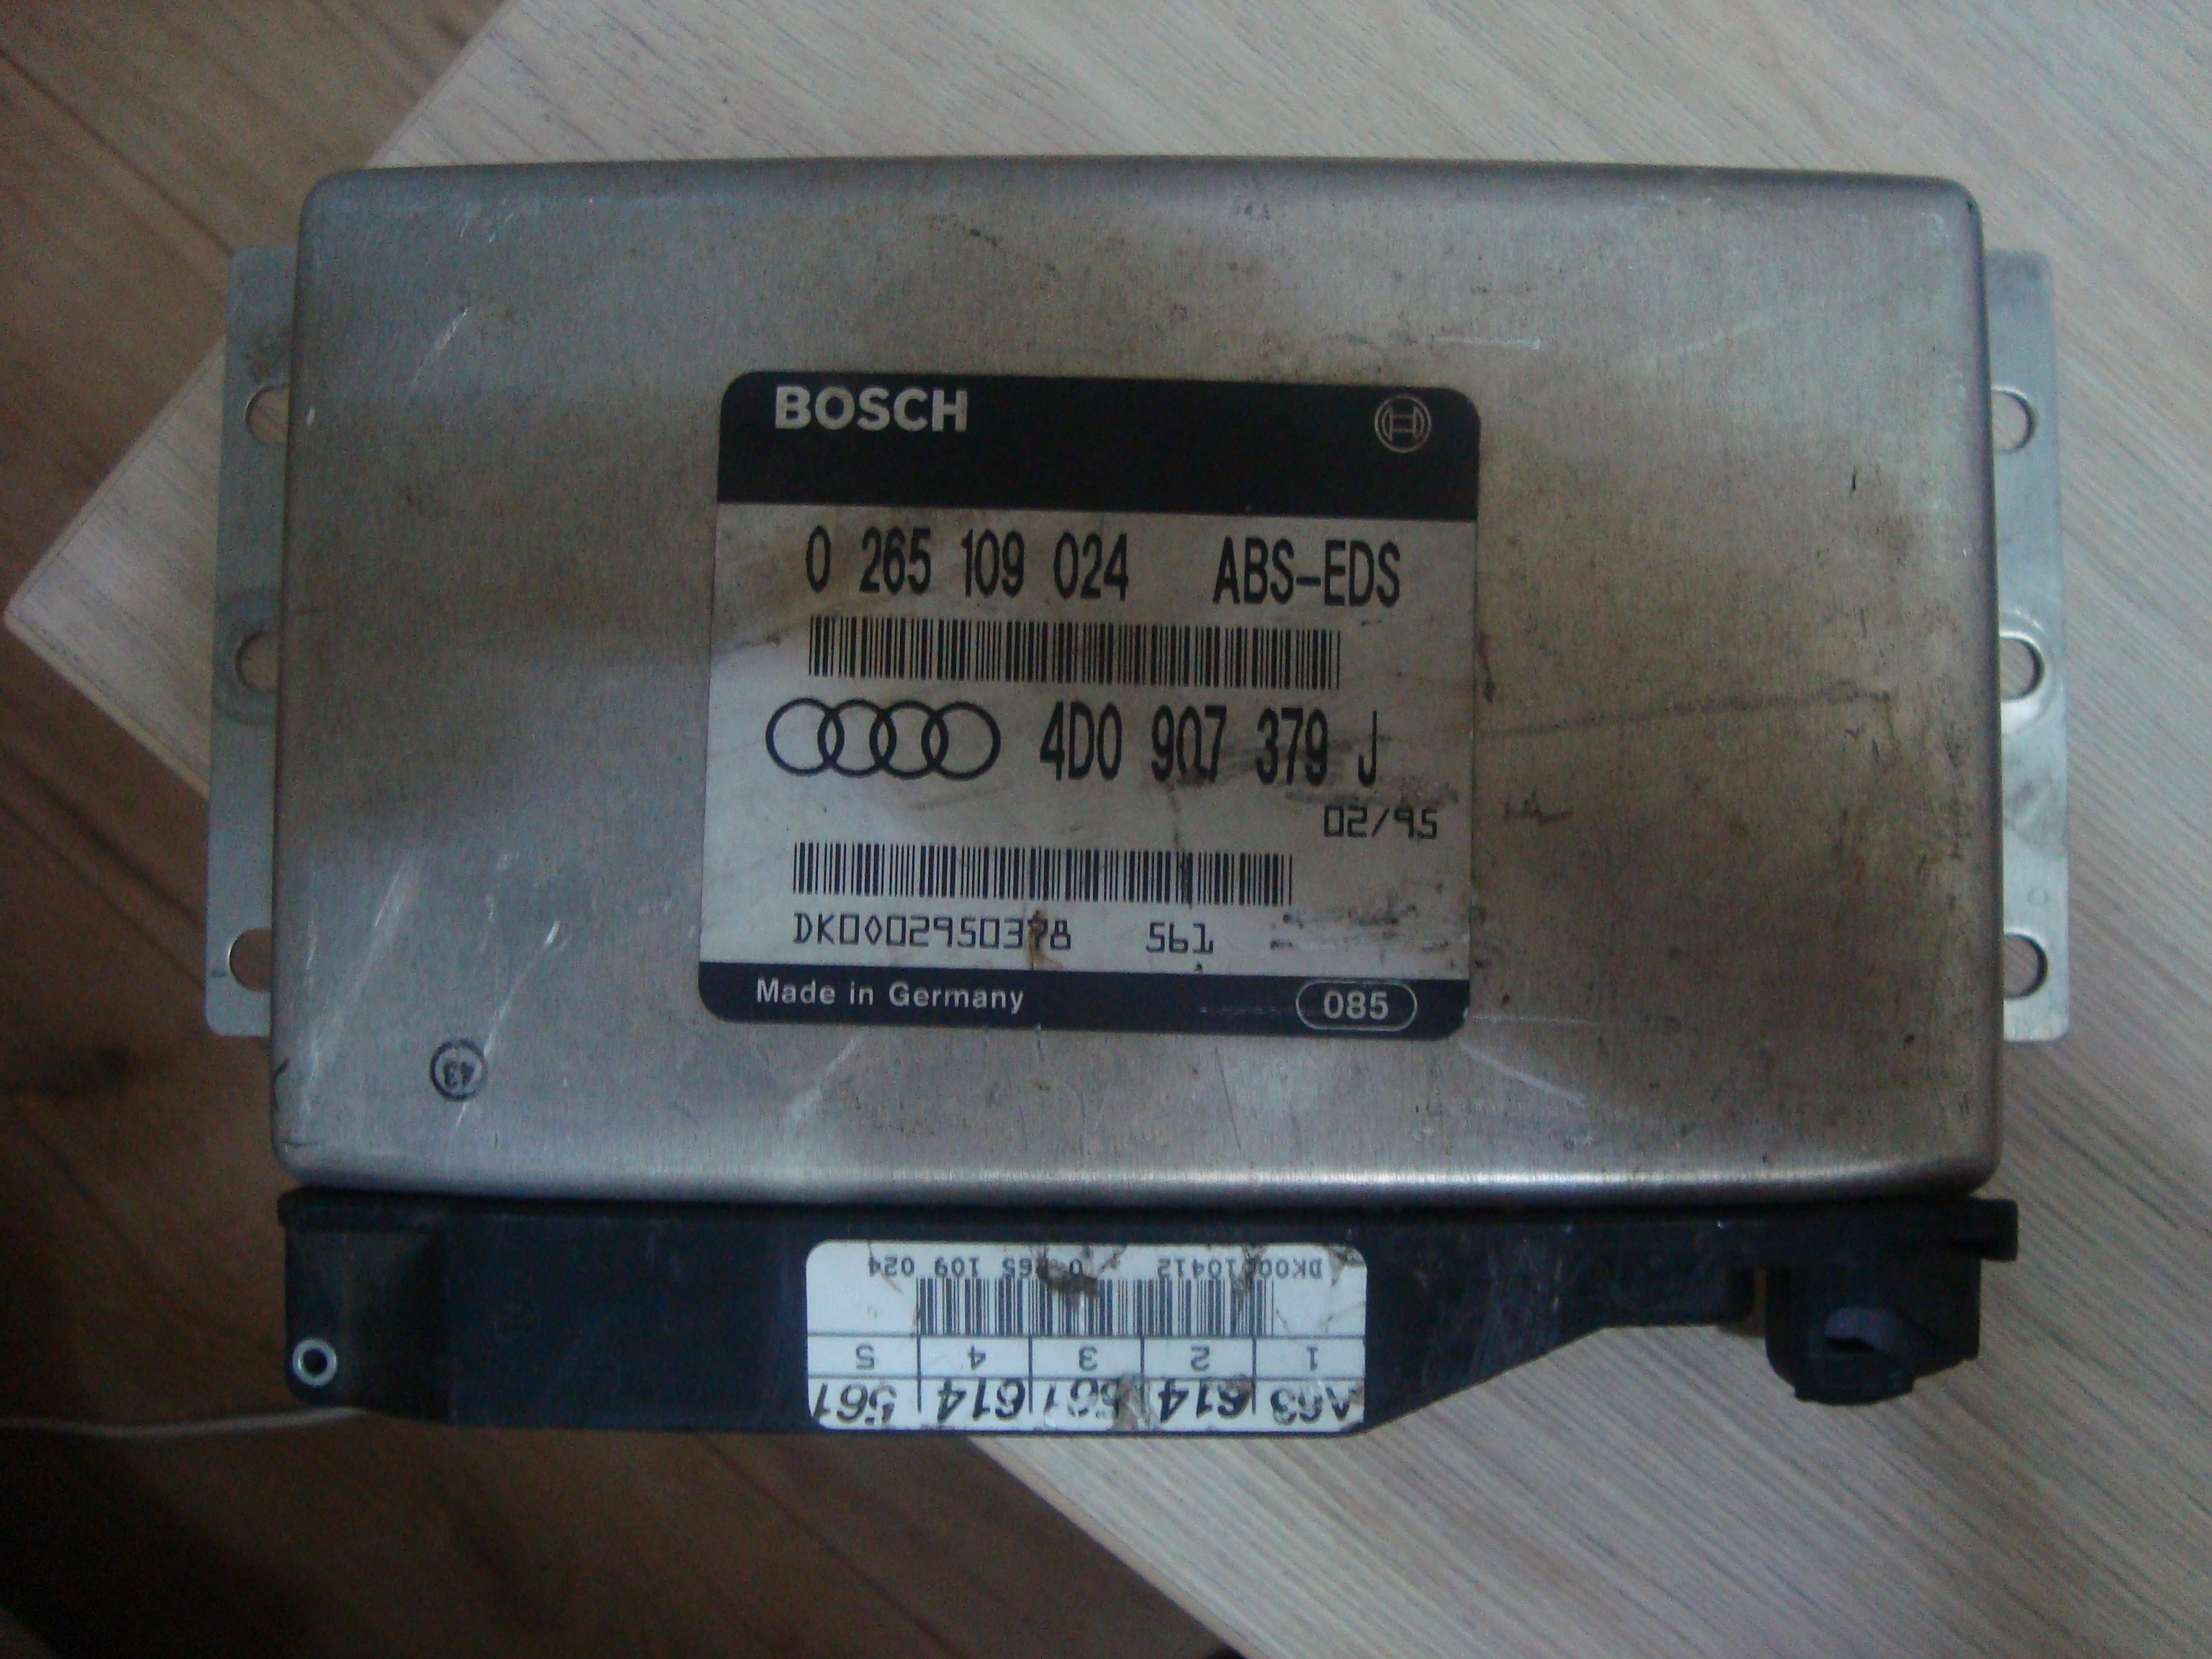 BOSCH
0 265 109 024 ABS-EDS
4D0 907 379 J
02/95
561
Made in Germany 085
43
0 265 109 024
1 2 3 4 5
614 561 614 561